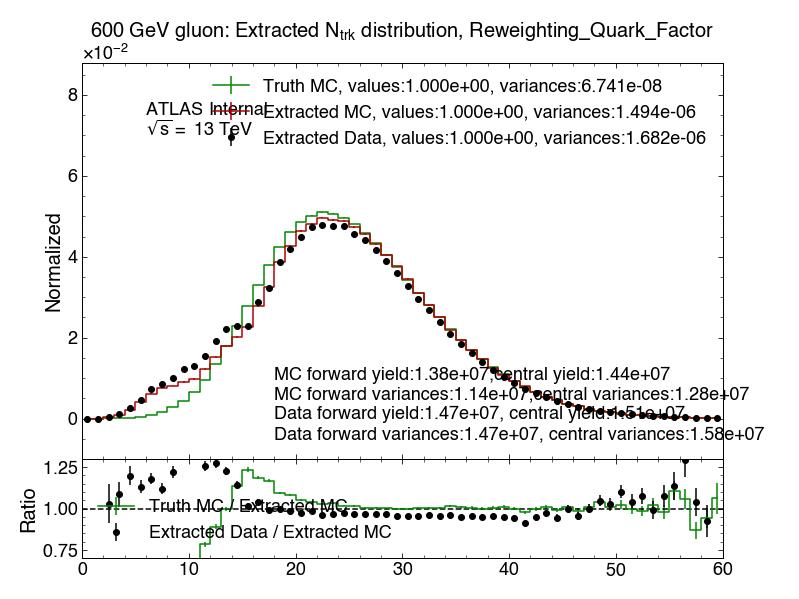 600 GeV gluon: Extracted Ntrk distribution, Reweighting_Quark_Factor
×10−2
Truth MC, values:1.000e+00, variances:6.741e-08
ATLAS Internal
Extracted MC, values:1.000e+00, variances:1.494e-06
√s = 13 TeV
Extracted Data, values:1.000e+00, variances:1.682e-06
8
6
4
2
0
Normalized
MC forward yield:1.38e+07,central yield:1.44e+07
MC forward variances:1.14e+07,central variances:1.28e+07
Data forward yield:1.47e+07, central yield:1.51e+07
Data forward variances:1.47e+07, central variances:1.58e+07
1.25
1.00
0.75
Ratio
Truth MC / Extracted MC
Extracted Data / Extracted MC
0 10 20 30 40 50 60